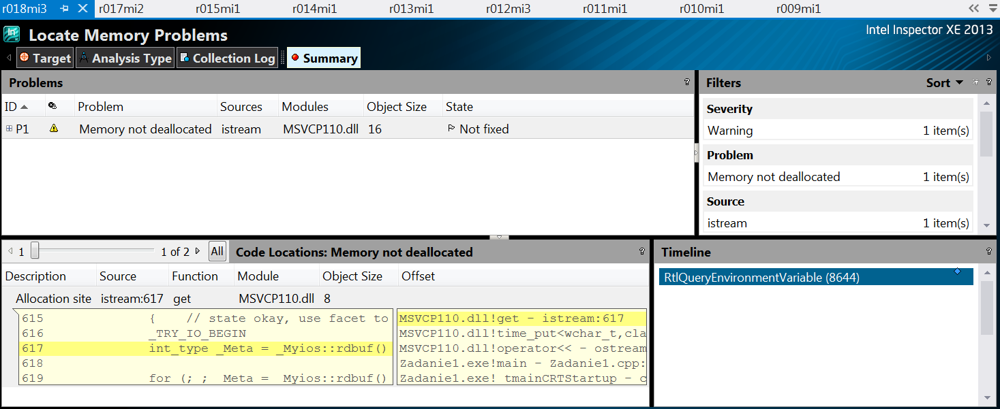 r018mi3 r017mi2 r015mi1 r014mi1 r013mi1 r012mi3 r011mi1 r010mi1 r009mi1
Locate Memory Problems
Intel Inspector XE 2013
Target Analysis Type Collection Log Summary
Problems ?
ID Problem Sources Modules Object Size State
P1 Memory not deallocated istream MSVCP110.dll 16 Not fixed
Filters Sort ?
Severity
Warning 1 item(s)
Problem
Memory not deallocated 1 item(s)
Source
istream 1 item(s)
1 1 of 2 All Code Locations: Memory not deallocated ?
Description Source Function Module Object Size Offset
Allocation site istream:617 get MSVCP110.dll 8
615 { // state okay, use facet to
616 _TRY_IO_BEGIN
617 int_type _Meta = _Myios::rdbuf()
618
619 for (; ; _Meta = _Myios::rdbuf()
MSVCP110.dll!get - istream:617
MSVCP110.dll!time_put<wchar_t,cla
MSVCP110.dll!operator<< - ostream
Zadanie1.exe!main - Zadanie1.cpp:
Zadanie1.exe!_tmainCRTStartup - c
Timeline ?
RtlQueryEnvironmentVariable (8644)